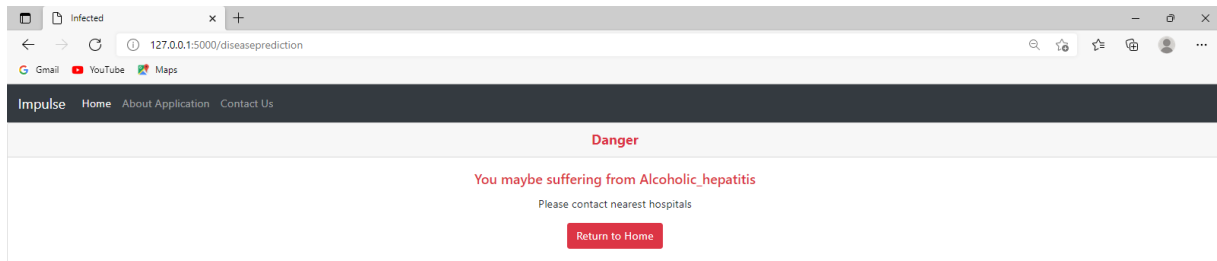 Infected
127.0.0.1:5000/diseaseprediction
Gmail YouTube Maps
Impulse Home About Application Contact Us
Danger
You maybe suffering from Alcoholic_hepatitis
Please contact nearest hospitals
Return to Home